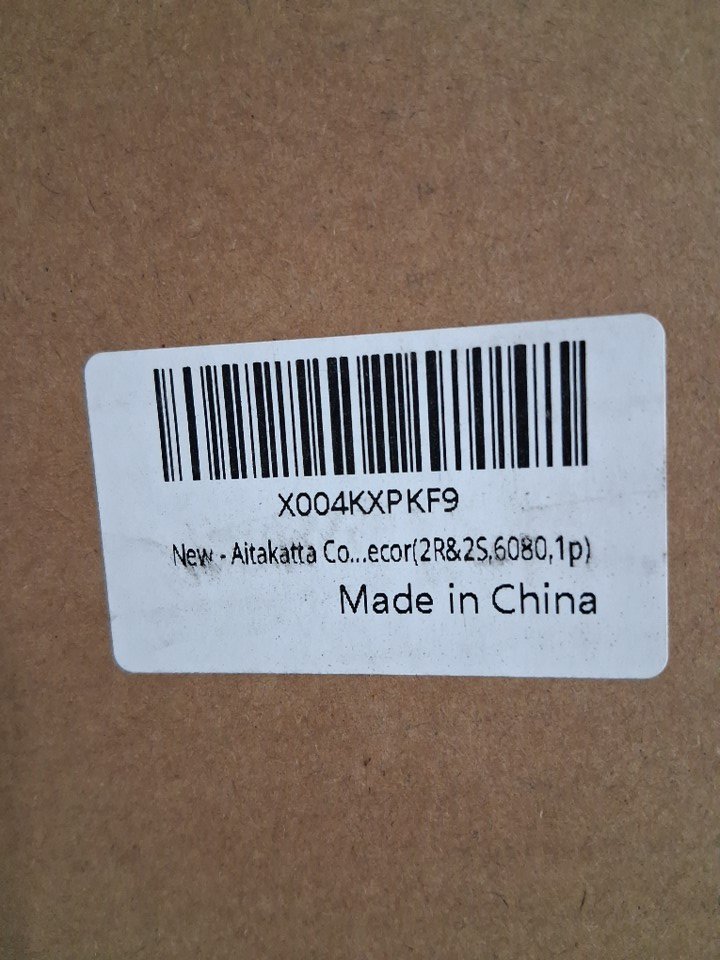 X004KXPKF9
New - Aitakatta Co...ecor(2R&2S,6080,1p)
Made in China